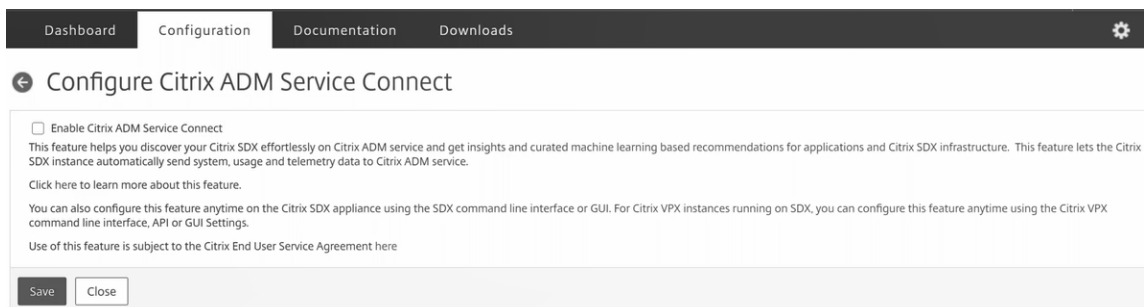 Dashboard Configuration Documentation Downloads
Configure Citrix ADM Service Connect
Enable Citrix ADM Service Connect
This feature helps you discover your Citrix SDX effortlessly on Citrix ADM service and get insights and curated machine learning based recommendations for applications and Citrix SDX infrastructure. This feature lets the Citrix
SDX instance automatically send system, usage and telemetry data to Citrix ADM service.
Click here to learn more about this feature.
You can also configure this feature anytime on the Citrix SDX appliance using the SDX command line interface or GUI. For Citrix VPX instances running on SDX, you can configure this feature anytime using the Citrix VPX
command line interface, API or GUI Settings.
Use of this feature is subject to the Citrix End User Service Agreement here
Save Close